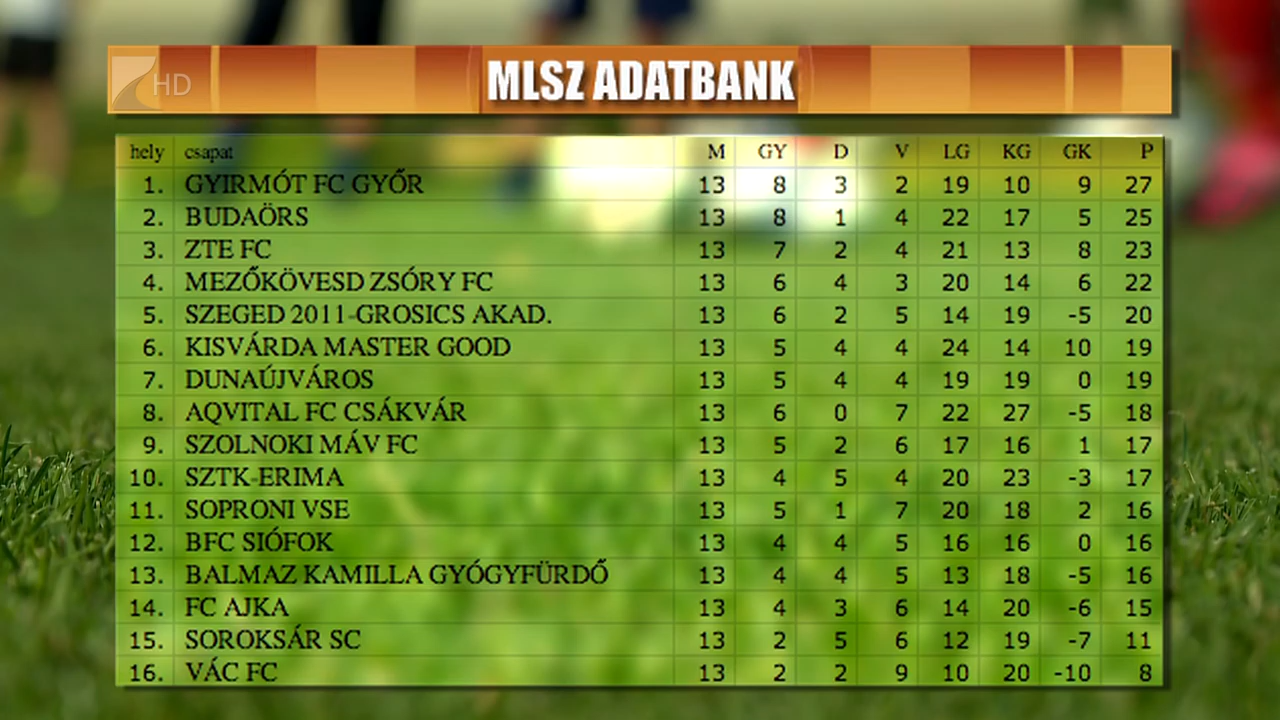 HD
MLSZ ADATBANK
hely csapat M GY D V LG KG GK P
1. GYIRMÓT FC GYŐR 13 8 3 2 19 10 9 27
2. BUDAÖRS 13 8 1 4 22 17 5 25
3. ZTE FC 13 7 2 4 21 13 8 23
4. MEZŐKÖVESD ZSÓRY FC 13 6 4 3 20 14 6 22
5. SZEGED 2011-GROSICS AKAD. 13 6 2 5 14 19 -5 20
6. KISVÁRDA MASTER GOOD 13 5 4 4 24 14 10 19
7. DUNAÚJVÁROS 13 5 4 4 19 19 0 19
8. AQVITAL FC CSÁKVÁR 13 6 0 7 22 27 -5 18
9. SZOLNOKI MÁV FC 13 5 2 6 17 16 1 17
10. SZTK-ERIMA 13 4 5 4 20 23 -3 17
11. SOPRONI VSE 13 5 1 7 20 18 2 16
12. BFC SIÓFOK 13 4 4 5 16 16 0 16
13. BALMAZ KAMILLA GYÓGYFÜRDŐ 13 4 4 5 13 18 -5 16
14. FC AJKA 13 4 3 6 14 20 -6 15
15. SOROKSÁR SC 13 2 5 6 12 19 -7 11
16. VÁC FC 13 2 2 9 10 20 -10 8